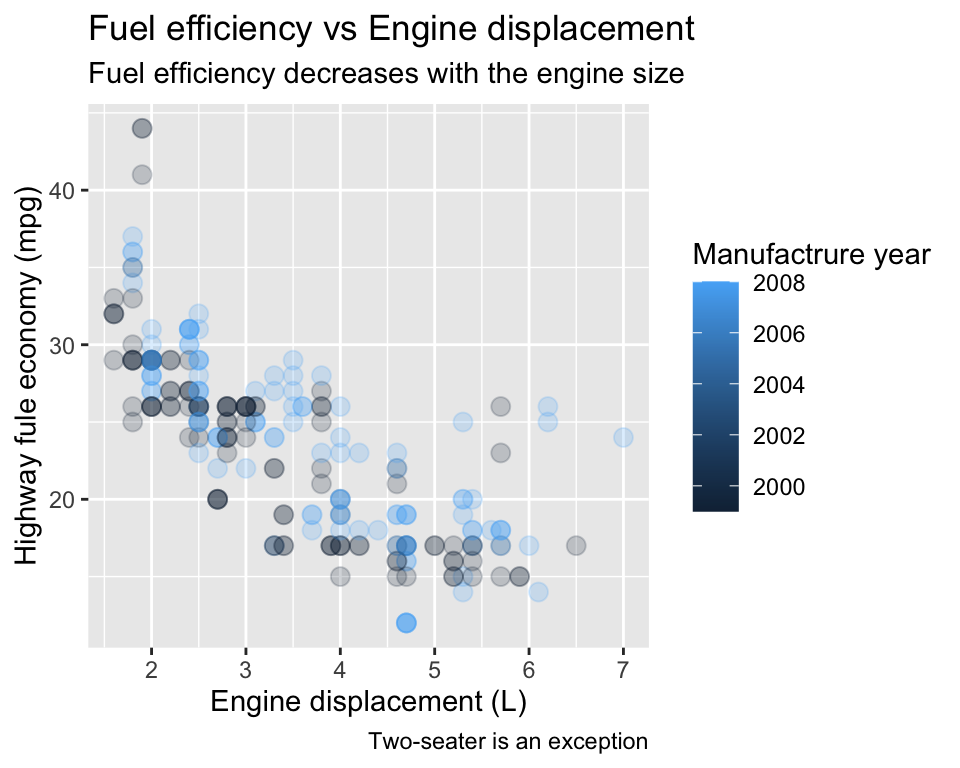 Fuel efficiency vs Engine displacement
Fuel efficiency decreases with the engine size
Highway fule economy (mpg)
40
30
20
2 3 4 5 6 7
Engine displacement (L)
Two-seater is an exception
Manufactrure year
2008
2006
2004
2002
2000